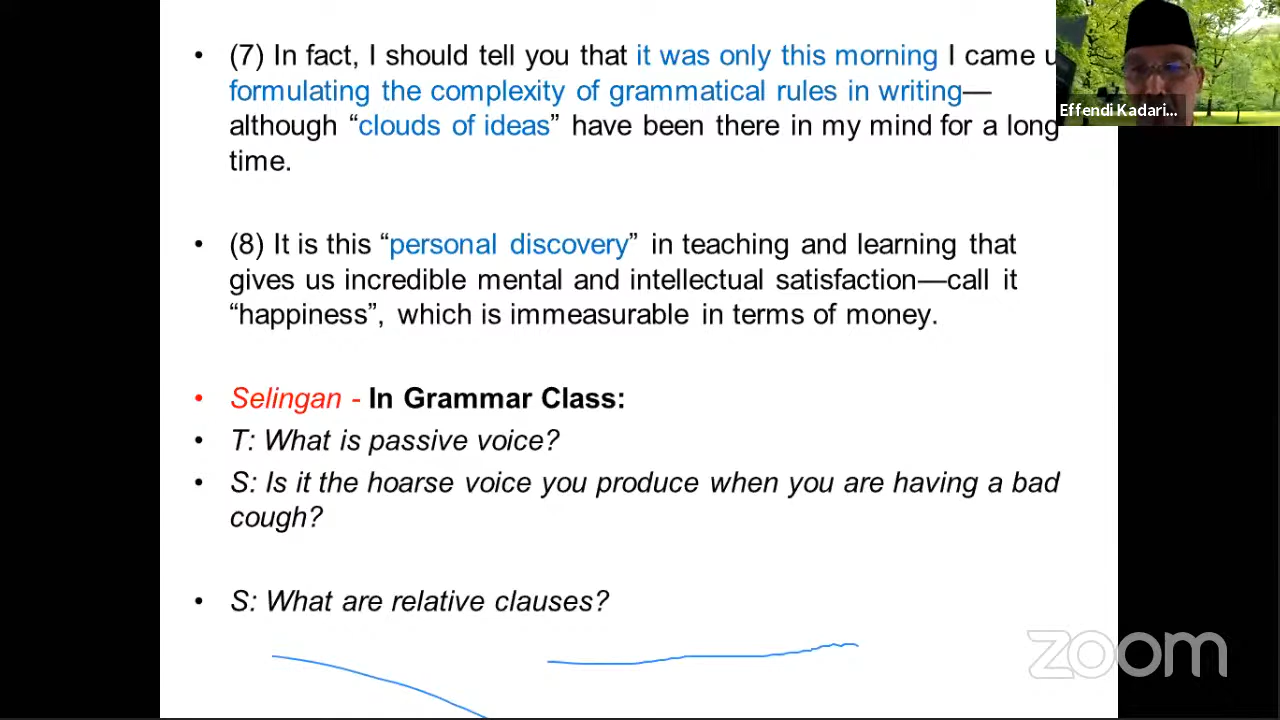 • (7) In fact, I should tell you that it was only this morning I came
formulating the complexity of grammatical rules in writing—
although “clouds of ideas” have been there in my mind for a long
time.
• (8) It is this “personal discovery” in teaching and learning that
gives us incredible mental and intellectual satisfaction—call it
“happiness”, which is immeasurable in terms of money.
• Selingan - In Grammar Class:
• T: What is passive voice?
• S: Is it the hoarse voice you produce when you are having a bad
cough?
• S: What are relative clauses?
Effendi Kadari...
zoom